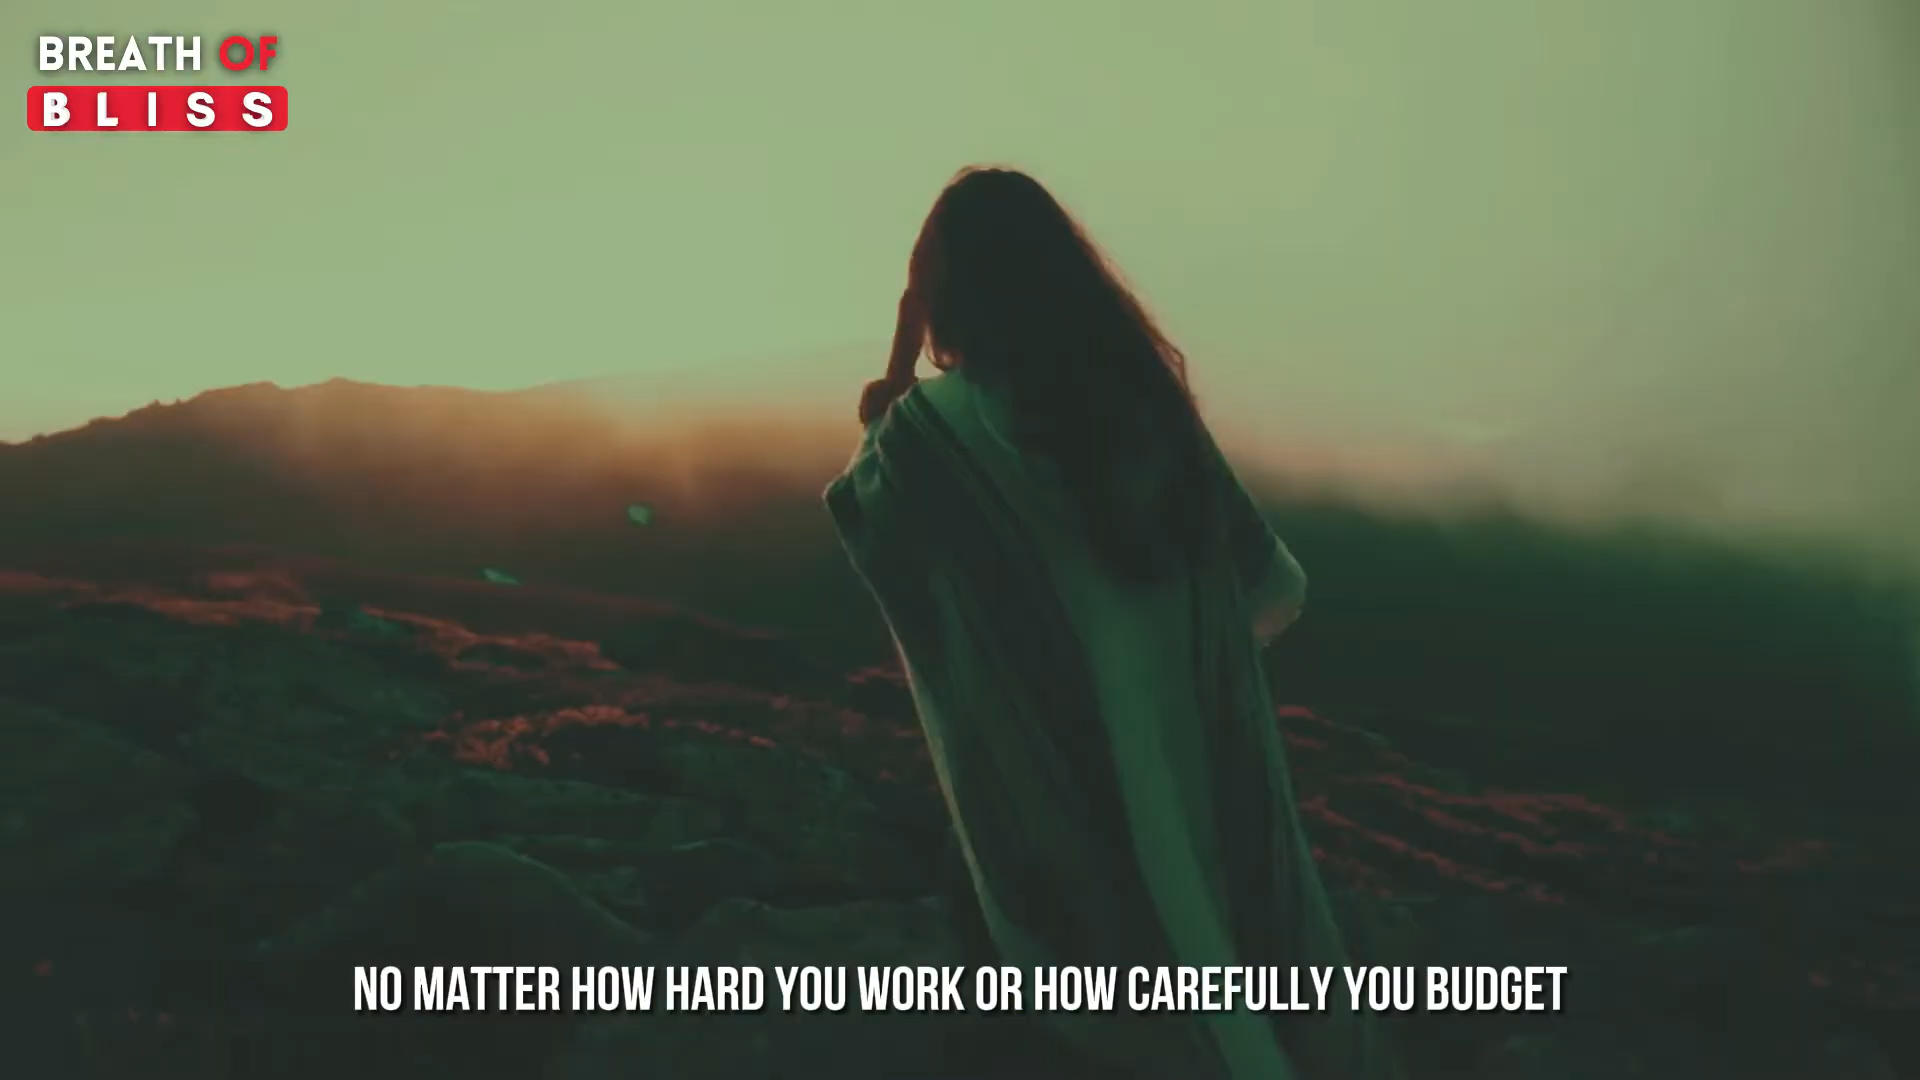 BREATH OF
BLISS
NO MATTER HOW HARD YOU WORK OR HOW CAREFULLY YOU BUDGET